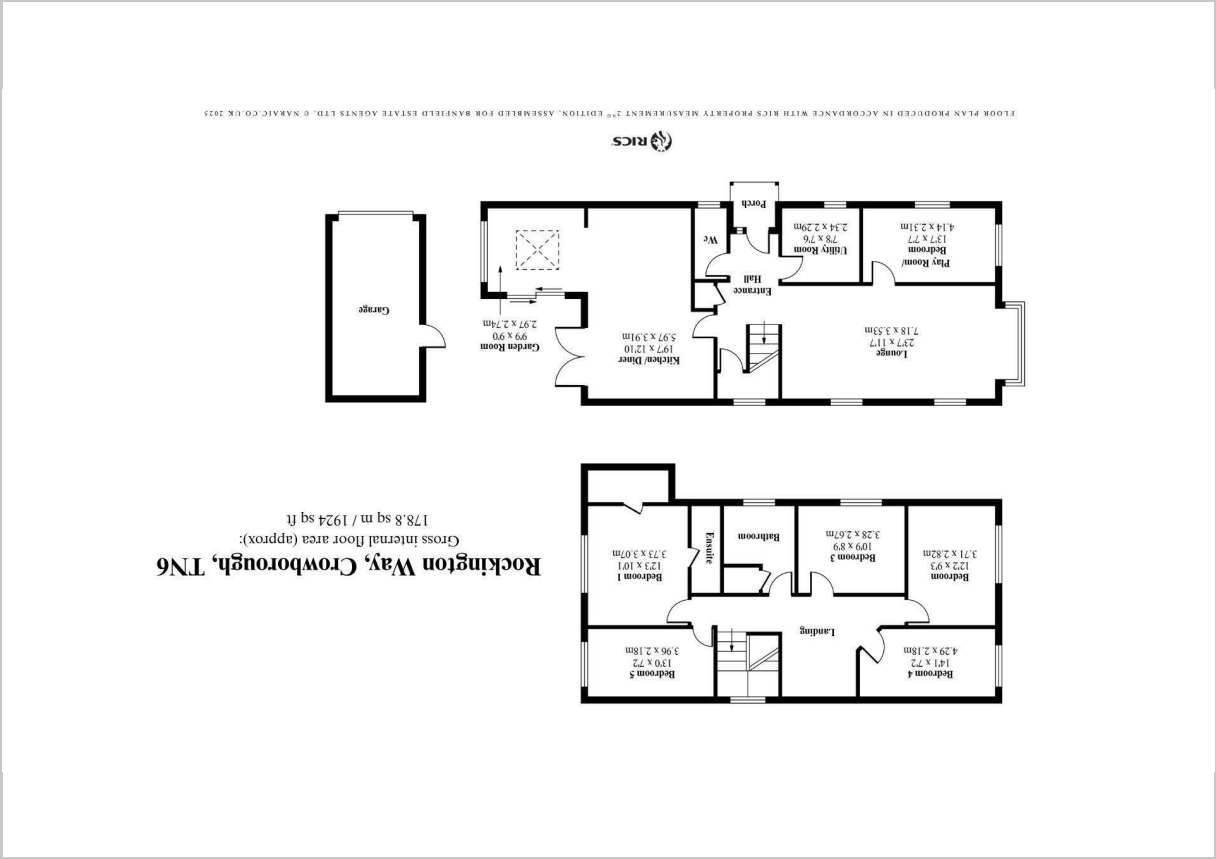 Bedroom 4
14'1 x 7'2
4.29 x 2.18m
Bedroom 5
13'0 x 7'2
3.96 x 2.18m
Landing
Bedroom
12'2 x 9'3
3.71 x 2.82m
Bedroom 3
10'9 x 8'9
3.28 x 2.67m
Bathroom
Ensuite
Bedroom 1
12'3 x 10'1
3.73 x 3.07m
Rockington Way, Crowborough, TN6
Gross internal floor area (approx):
178.8 sq m / 1924 sq ft
Lounge
23'7 x 11'7
7.18 x 3.53m
Kitchen/Diner
19'7 x 12'10
5.97 x 3.91m
Garden Room
9'9 x 9'0
2.97 x 2.74m
Garage
Entrance
Hall
Play Room/
Bedroom
13'7 x 7'7
4.14 x 2.31m
Utility Room
7'8 x 7'6
2.34 x 2.29m
Wc
Porch
RICS
FLOOR PLAN PRODUCED IN ACCORDANCE WITH RICS PROPERTY MEASUREMENT 2ND EDITION, ASSEMBLED FOR BANFIELD ESTATE AGENTS LTD. © NARAIC.CO.UK 2025